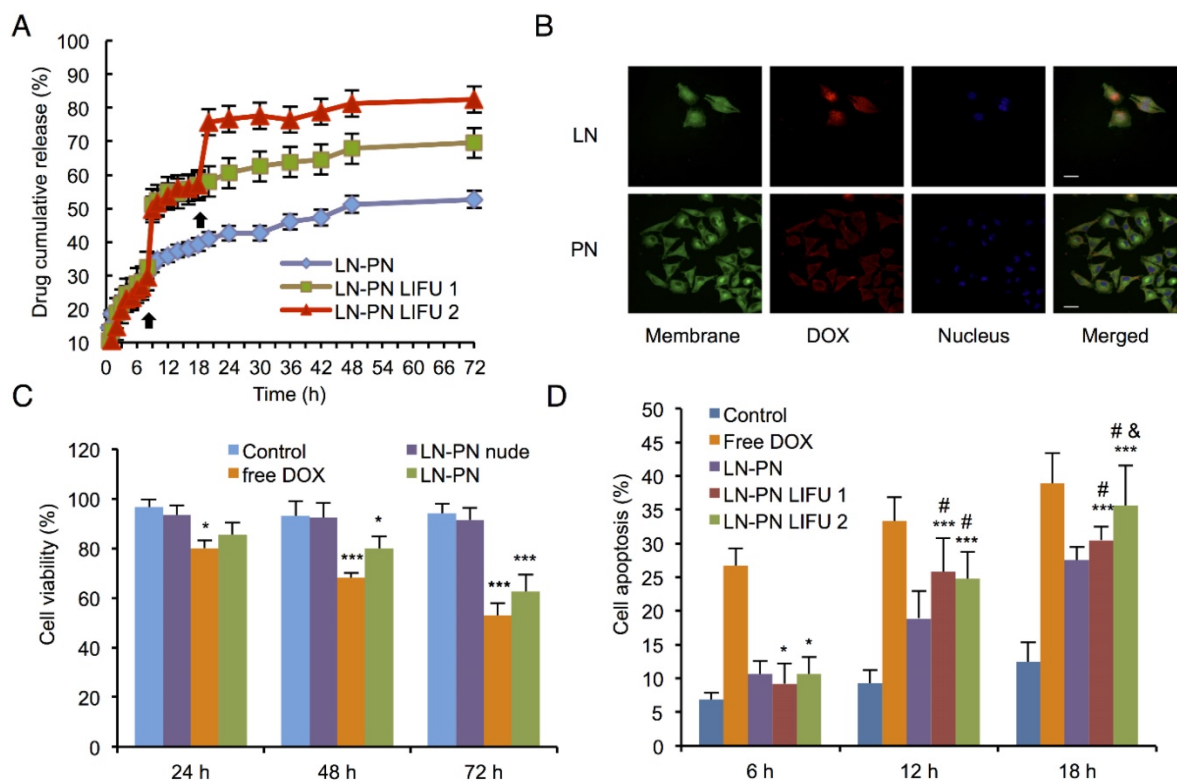 A
Drug cumulative release (%)
100
90
80
70
60
50
40
30
20
10
0 6 12 18 24 30 36 42 48 54 60 66 72
Time (h)
LN-PN
LN-PN LIFU 1
LN-PN LIFU 2
B
LN
PN
Membrane DOX Nucleus Merged
C
Cell viability (%)
120
100
80
60
40
20
0
Control
free DOX
LN-PN nude
LN-PN
* *
*** *** ***
24 h 48 h 72 h
D
Cell apoptosis (%)
50
45
40
35
30
25
20
15
10
5
0
Control
Free DOX
LN-PN
LN-PN LIFU 1
LN-PN LIFU 2
* *
# #
*** ***
# # &
*** ***
6 h 12 h 18 h